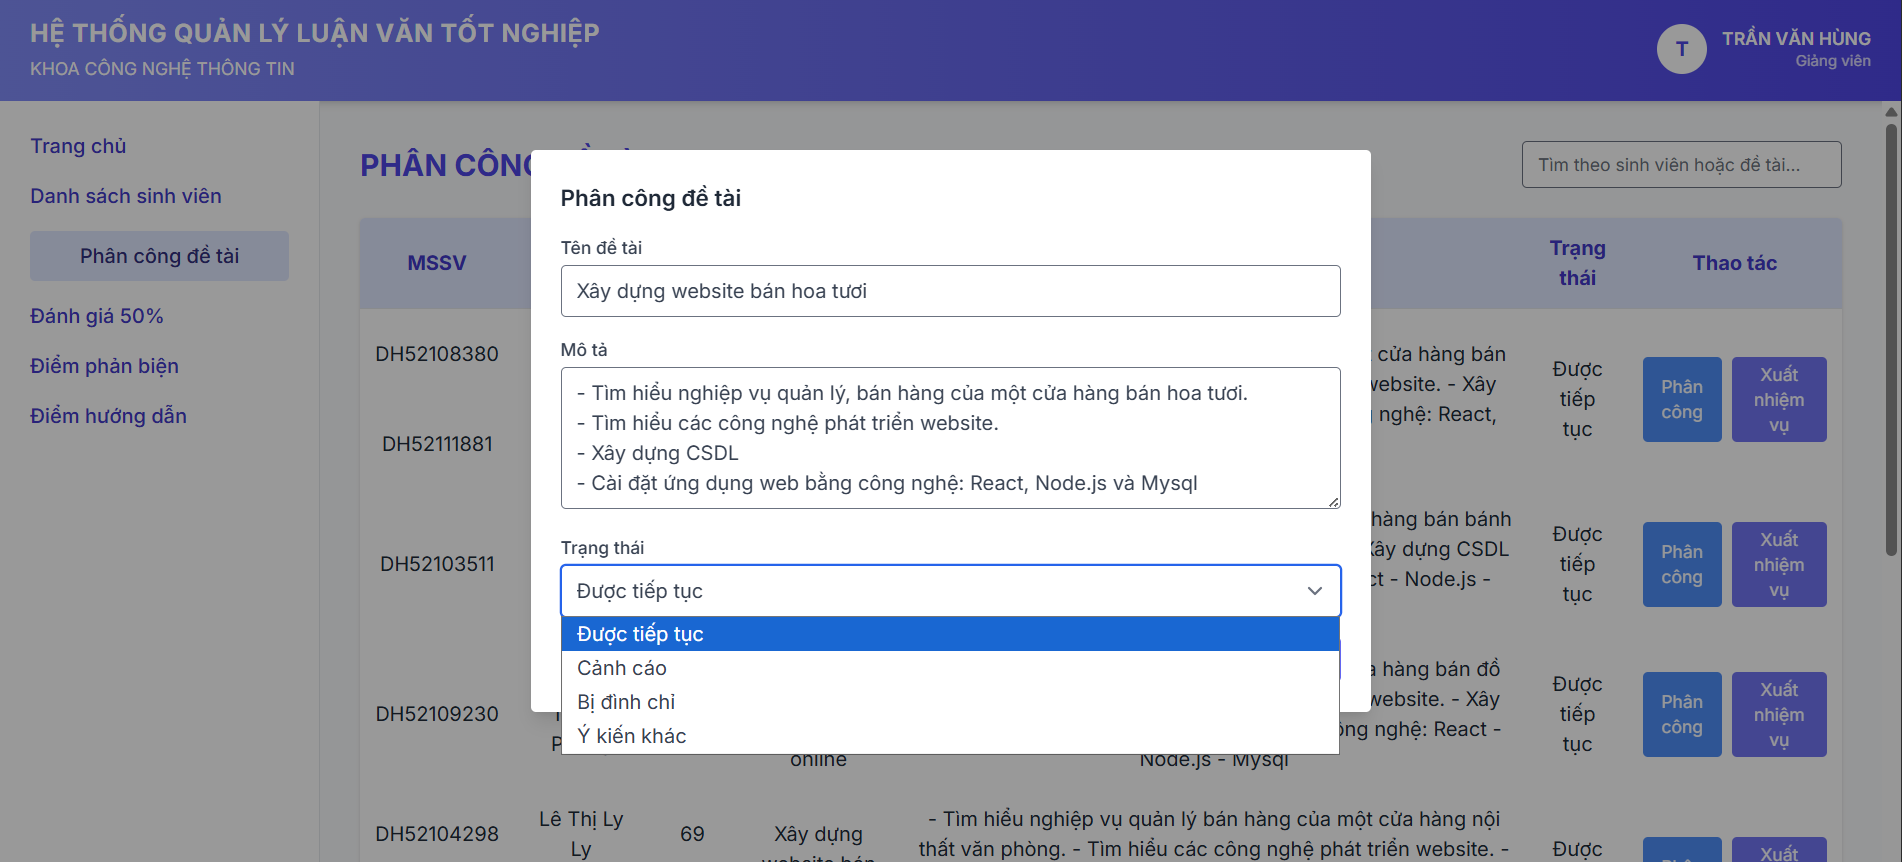 HỆ THỐNG QUẢN LÝ LUẬN VĂN TỐT NGHIỆP
KHOA CÔNG NGHỆ THÔNG TIN
T
TRẦN VĂN HÙNG
Giảng viên
Trang chủ
Danh sách sinh viên
Phân công đề tài
Đánh giá 50%
Điểm phản biện
Điểm hướng dẫn
PHÂN CÔNG
Tìm theo sinh viên hoặc đề tài...
Phân công đề tài
Tên đề tài
Xây dựng website bán hoa tươi
Mô tả
- Tìm hiểu nghiệp vụ quản lý, bán hàng của một cửa hàng bán hoa tươi.
- Tìm hiểu các công nghệ phát triển website.
- Xây dựng CSDL
- Cài đặt ứng dụng web bằng công nghệ: React, Node.js và Mysql
Trạng thái
Được tiếp tục
Được tiếp tục
Cảnh cáo
Bị đình chỉ
Ý kiến khác
MSSV
Trạng
thái
Thao tác
DH52108380
DH52111881
cửa hàng bán
website. - Xây
nghệ: React,
Được
tiếp
tục
Phân
công
Xuất
nhiệm
vụ
DH52103511
hàng bán bánh
Xây dựng CSDL
- Node.js -
Được
tiếp
tục
Phân
công
Xuất
nhiệm
vụ
DH52109230
online
hàng bán đồ
website. - Xây
nghệ: React -
Node.js - Mysql
Được
tiếp
tục
Phân
công
Xuất
nhiệm
vụ
DH52104298
Lê Thị Ly
Ly
69
Xây dựng
website bán
- Tìm hiểu nghiệp vụ quản lý bán hàng của một cửa hàng nội
thất văn phòng. - Tìm hiểu các công nghệ phát triển website. -
Được
Phân
Xuất